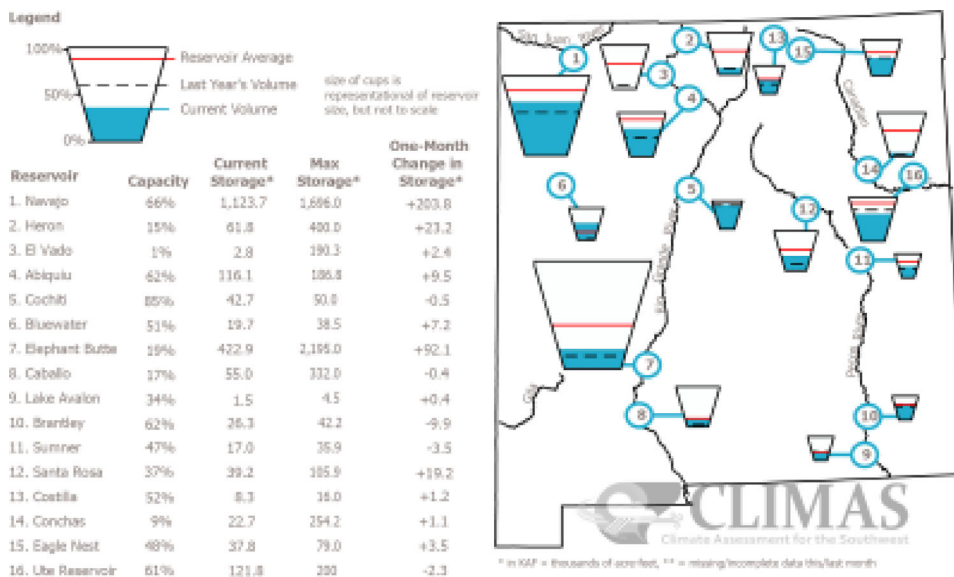 Legend
100%
Reservoir Average
Last Year's Volume
50%
Current Volume
0%
size of cups is
representational of reservoir
size, but not to scale
Reservoir Capacity Current Storage* Max Storage* One-Month Change in Storage*
1. Navajo 66% 1,123.7 1,696.0 +203.8
2. Heron 15% 61.8 400.0 +23.2
3. El Vado 1% 2.8 190.3 +2.4
4. Abiquiu 62% 116.1 186.8 +9.5
5. Cochiti 85% 42.7 50.0 -0.5
6. Bluewater 51% 19.7 38.5 +7.2
7. Elephant Butte 19% 422.9 2,195.0 +92.1
8. Caballo 17% 55.0 332.0 -0.4
9. Lake Avalon 34% 1.5 4.5 +0.4
10. Brantley 62% 26.3 42.2 -9.9
11. Sumner 47% 17.0 35.9 -3.5
12. Santa Rosa 37% 39.2 105.9 +19.2
13. Costilla 52% 8.3 16.0 +1.2
14. Conchas 9% 22.7 254.2 +1.1
15. Eagle Nest 48% 37.8 79.0 +3.5
16. Ute Reservoir 61% 121.8 200 -2.3
San Juan River
1
2
13
15
3
4
Canadian
14
16
6
5
12
Rio Grande River
11
Pecos River
7
Gila
8
10
9
CLIMAS
Climate Assessment for the Southwest
* in KAF = thousands of acre-feet, ** = missing/incomplete data this/last month